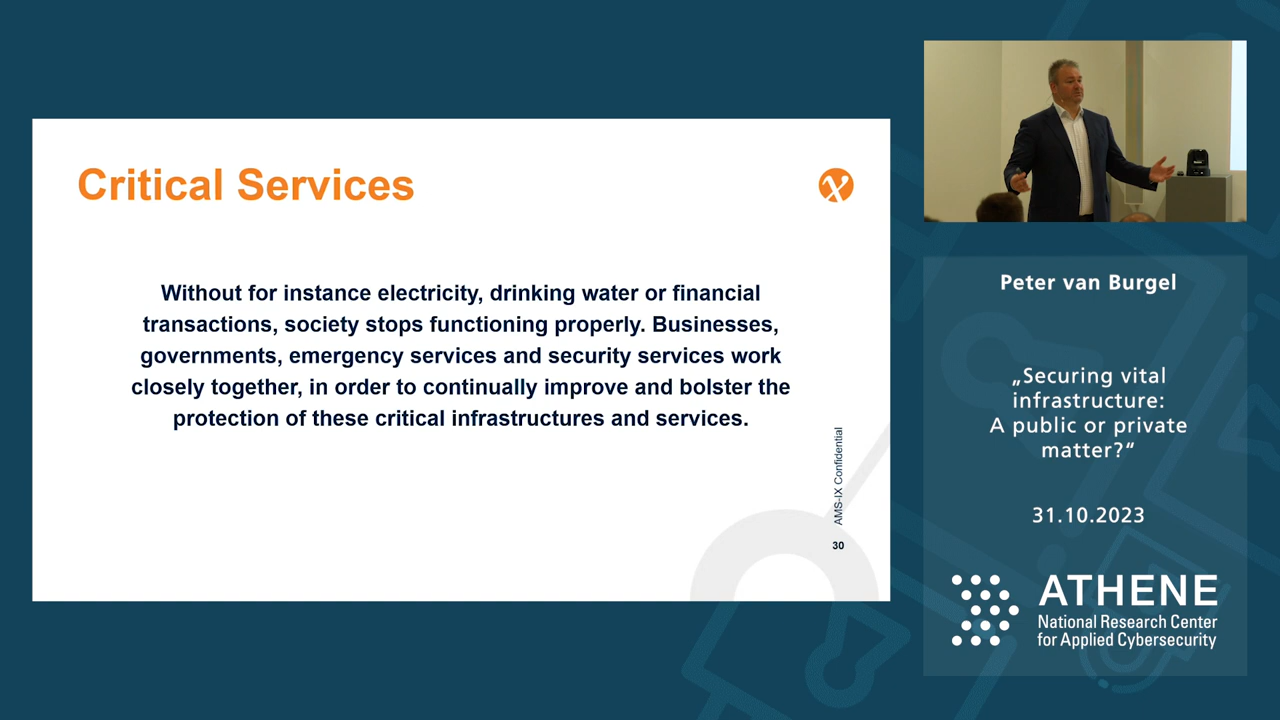 Critical Services
Without for instance electricity, drinking water or financial
transactions, society stops functioning properly. Businesses,
governments, emergency services and security services work
closely together, in order to continually improve and bolster the
protection of these critical infrastructures and services.
AMS-IX Confidential
30
Peter van Burgel
„Securing vital
infrastructure:
A public or private
matter?“
31.10.2023
ATHENE
National Research Center
for Applied Cybersecurity